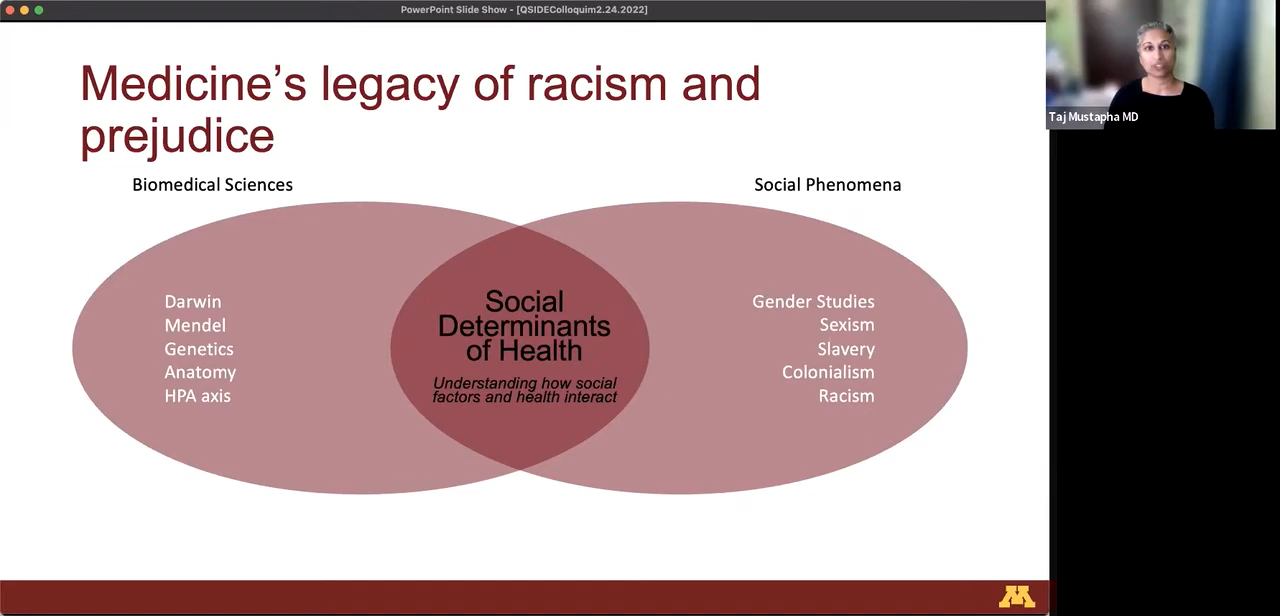 PowerPoint Slide Show - [QSIDEColloquim2.24.2022]
Medicine’s legacy of racism and
prejudice
Biomedical Sciences
Social Phenomena
Darwin
Mendel
Genetics
Anatomy
HPA axis
Social
Determinants
of Health
Understanding how social
factors and health interact
Gender Studies
Sexism
Slavery
Colonialism
Racism
Taj Mustapha MD
M